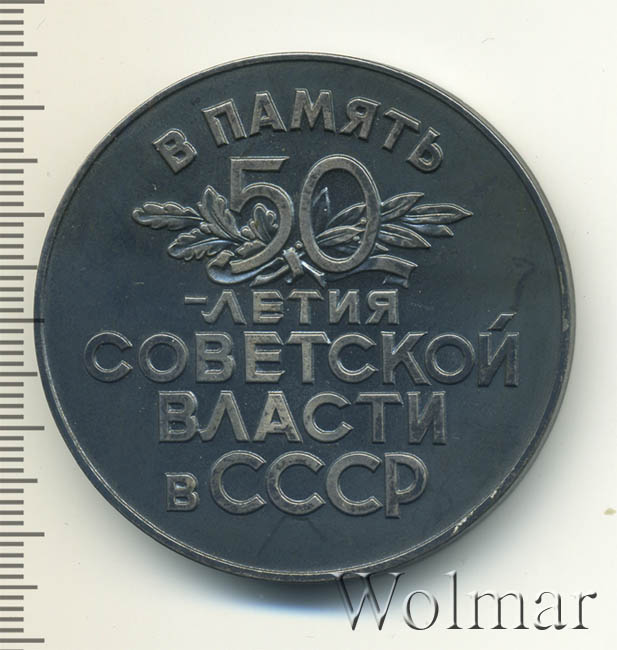 В ПАМЯТЬ
50
-ЛЕТИЯ
СОВЕТСКОЙ
ВЛАСТИ
В СССР
Wolmar